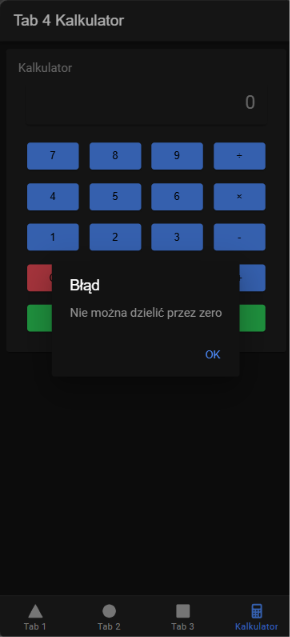 Tab 4 Kalkulator
Kalkulator
0
7 8 9 ÷
4 5 6 ×
1 2 3 -
Błąd
Nie można dzielić przez zero
OK
Tab 1 Tab 2 Tab 3 Kalkulator